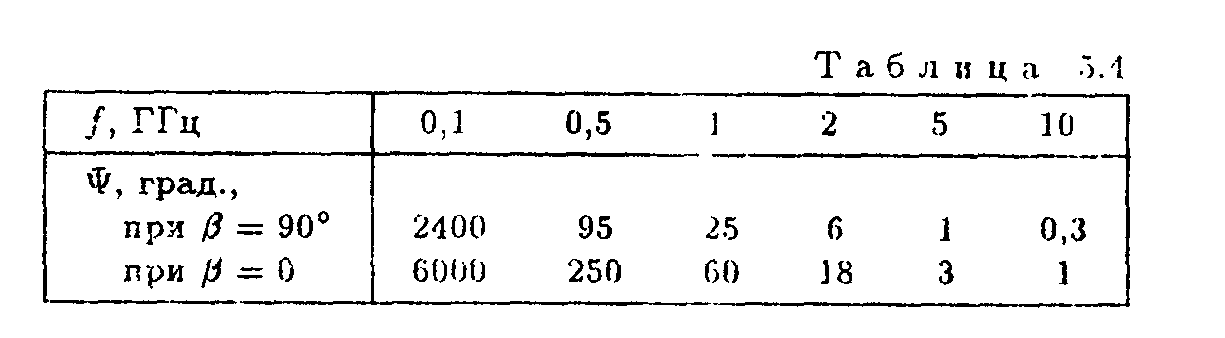 Таблица 5.4
f, ГГц 0,1 0,5 1 2 5 10
Ψ, град.,
при β = 90° 2400 95 25 6 1 0,3
при β = 0 6000 250 60 18 3 1